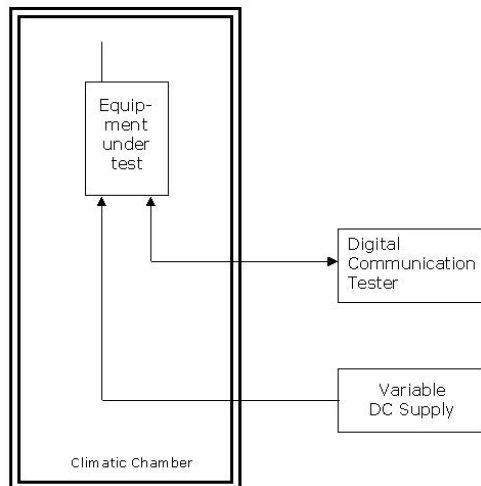 Equip-
ment
under
test
Digital
Communication
Tester
Variable
DC Supply
Climatic Chamber